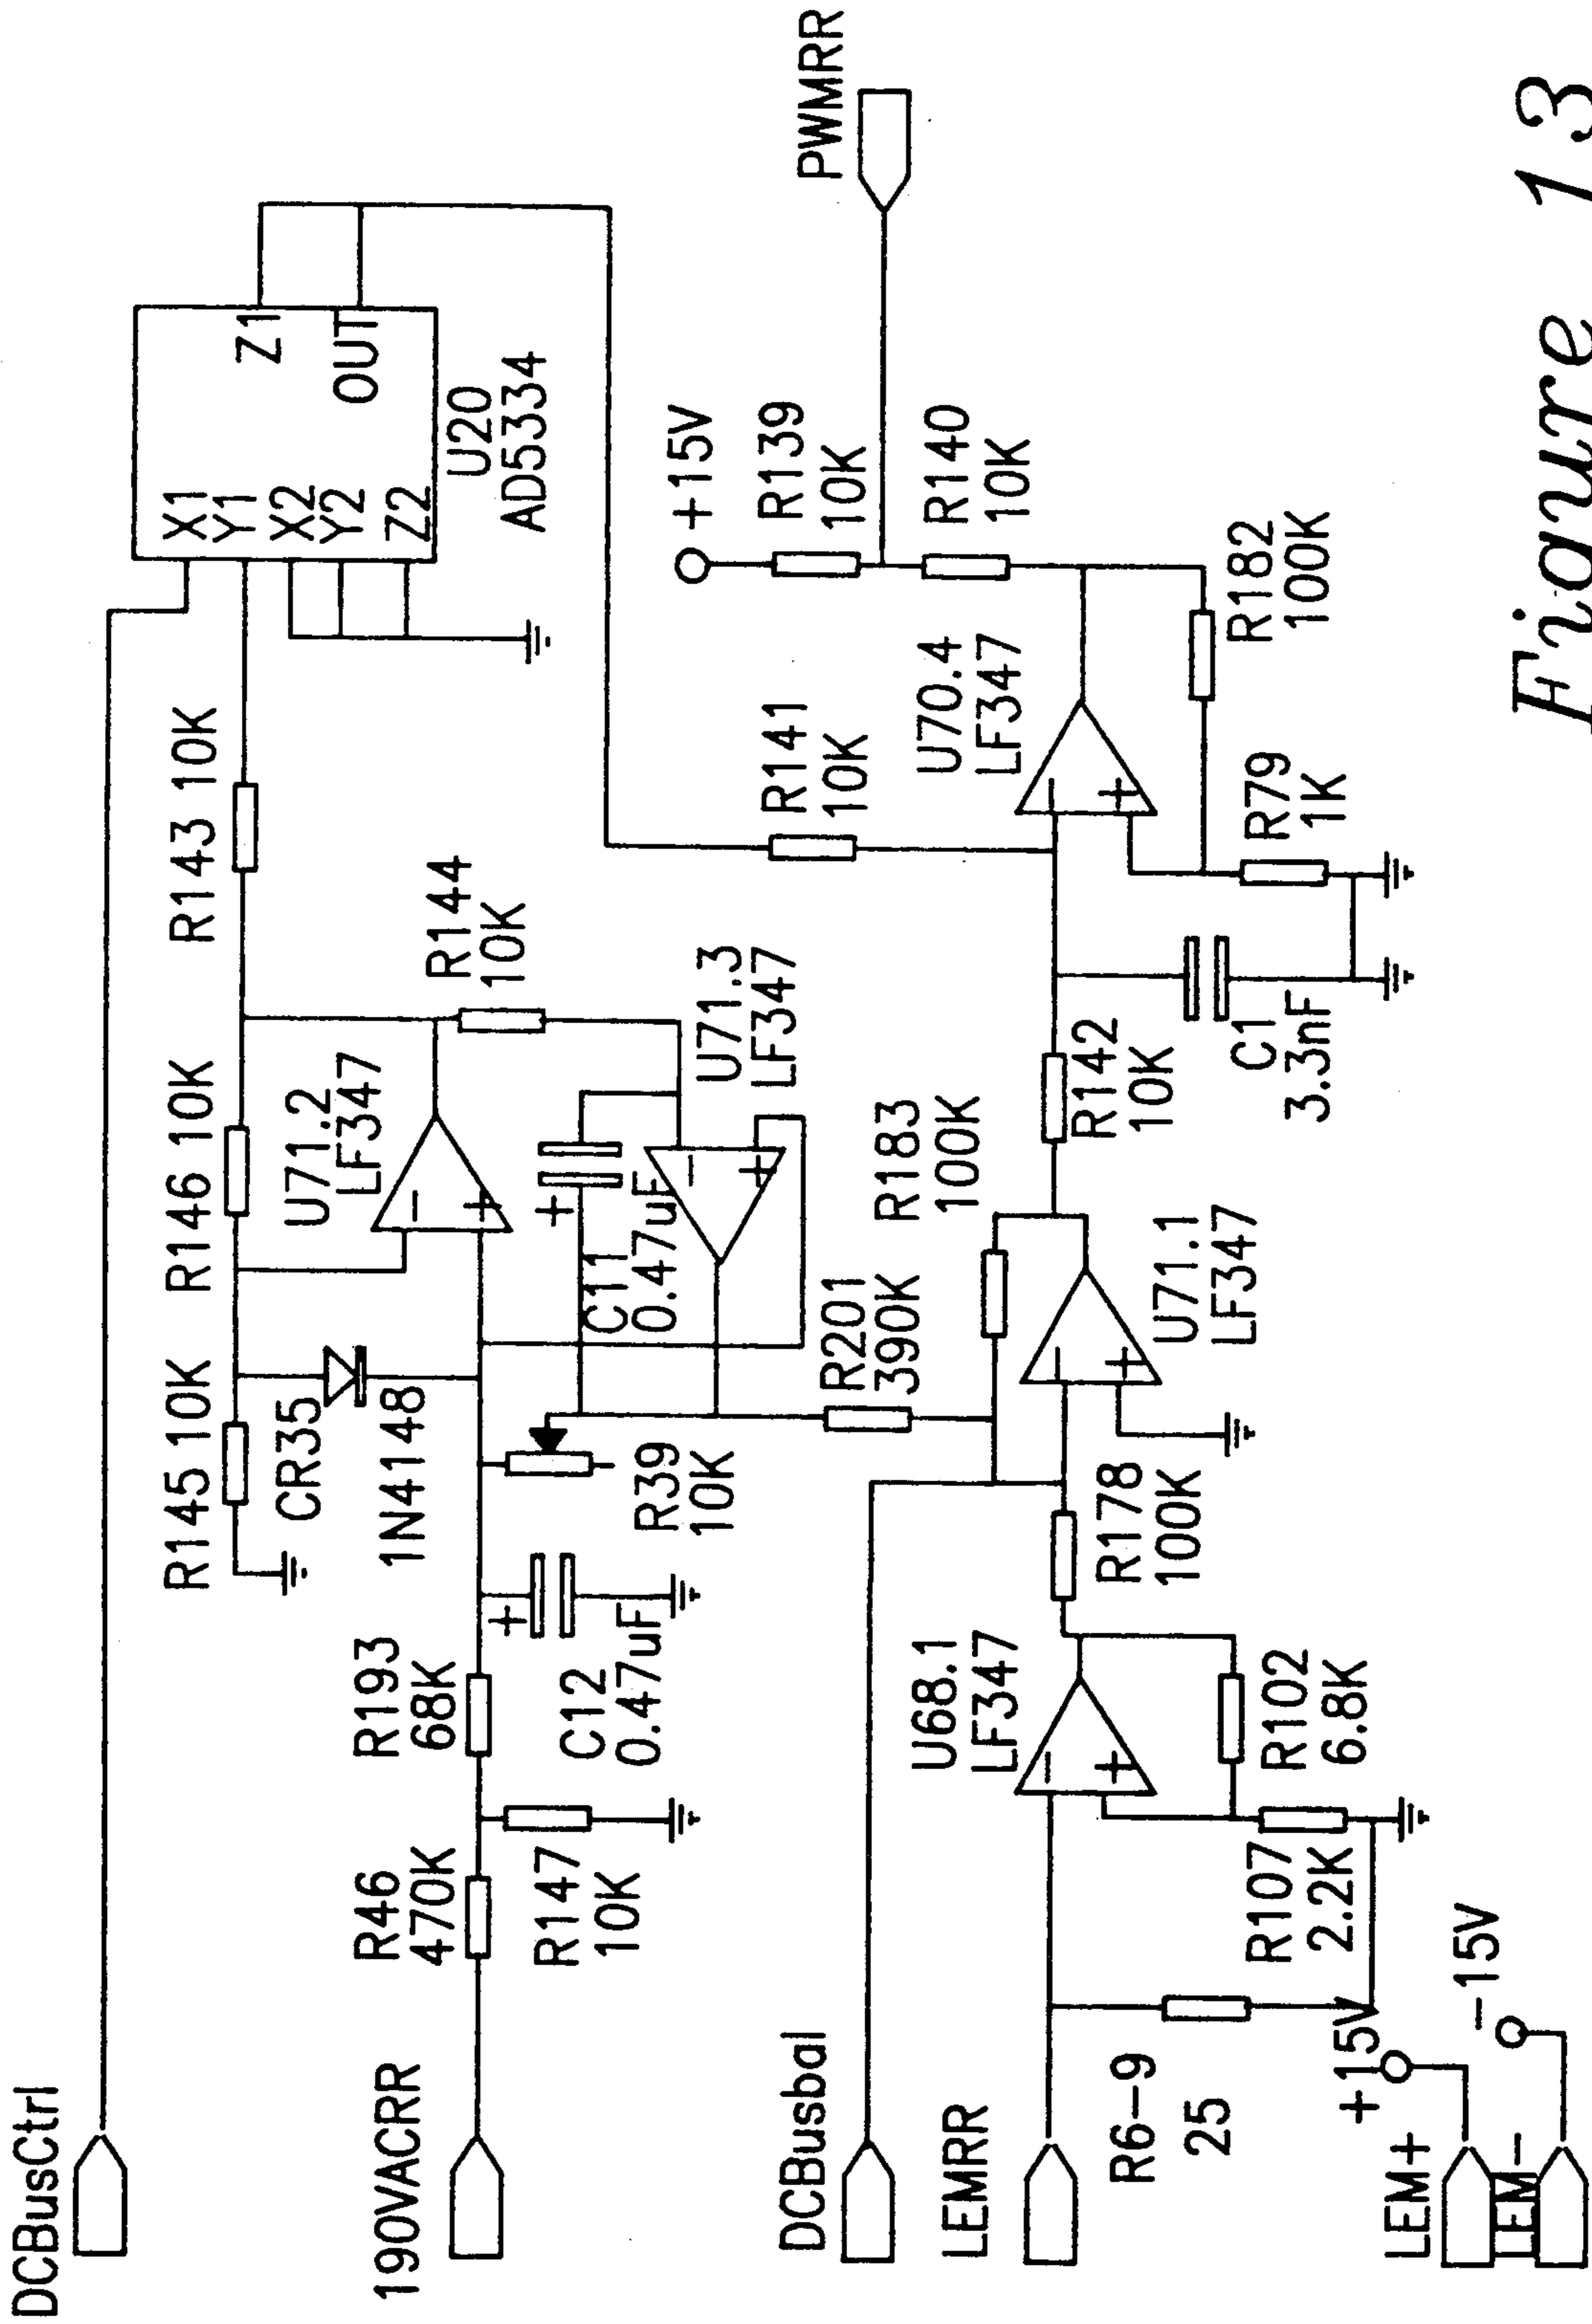 DCBusCtrl
X1
Y1
X2
Y2
Z2
Z1
OUT
U20
AD5334
R145 10K
R146 10K
R143 10K
CR35
1N4148
U71.2
LF347
R144
10K
190VACRR
R46
470K
R147
10K
R193
68K
+
C12
0.47uF
R39
10K
−
+
+
C11
0.47uF
−
+
U71.3
LF347
R201
390K
DCBusbal
LEMRR
R6-9
25
U68.1
LF347
−
+
R107
2.2K
R102
6.8K
R178
100K
R183
100K
−
+
U71.1
LF347
R142
10K
C1
3.3nF
R141
10K
U70.4
LF347
−
+
R79
1K
R182
100K
+15V
R139
10K
R140
10K
PWMRR
LEM+
+15V
LEM-
-15V
Figure 13